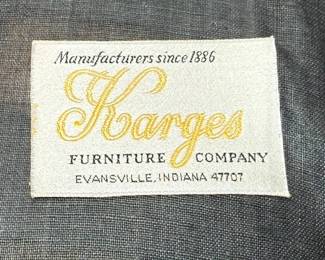 Manufacturers since 1886
Karges
FURNITURE COMPANY
EVANSVILLE, INDIANA 47707